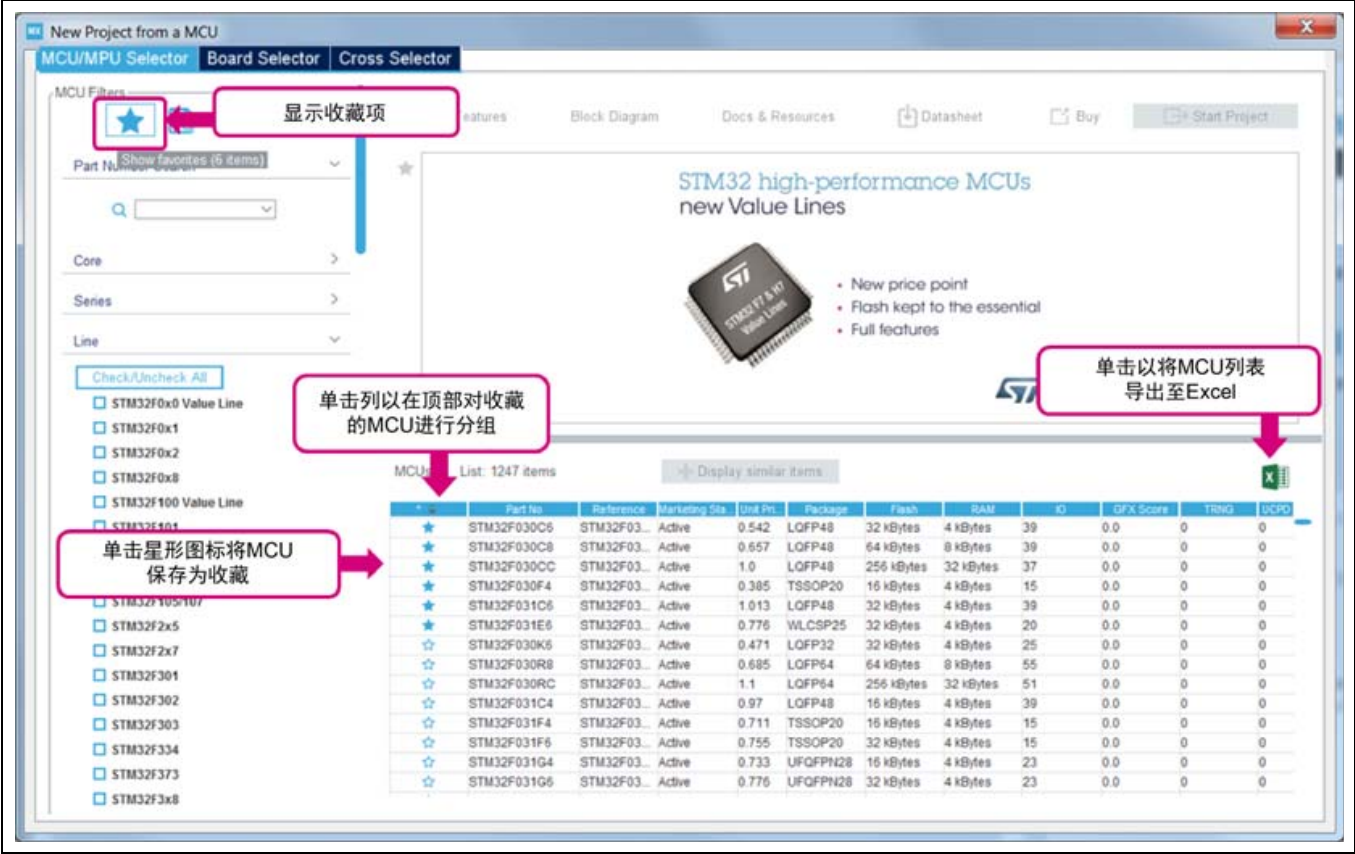 MX New Project from a MCU
MCU/MPU Selector Board Selector Cross Selector
MCU Filters
显示收藏项
eatures Block Diagram Docs & Resources Datasheet Buy Start Project
Show favorites (6 items)
Part Number Search
STM32 high-performance MCUs
new Value Lines
Core
Series
Line
ST
STM32 F7 & H7
Value Lines
• New price point
• Flash kept to the essential
• Full features
ST
Check/Uncheck All
STM32F0x0 Value Line
STM32F0x1
STM32F0x2
STM32F0x8
STM32F100 Value Line
STM32F101
STM32F105/107
STM32F2x5
STM32F2x7
STM32F301
STM32F302
STM32F303
STM32F334
STM32F373
STM32F3x8
单击列以在顶部对收藏
的MCU进行分组
单击以将MCU列表
导出至Excel
单击星形图标将MCU
保存为收藏
MCUs List: 1247 items Display similar items
* Part No Reference Marketing Sta... Unit Pri... Package Flash RAM IO GFX Score TRNG UCPD
STM32F030C6 STM32F03... Active 0.542 LQFP48 32 kBytes 4 kBytes 39 0.0 0 0
STM32F030C8 STM32F03... Active 0.657 LQFP48 64 kBytes 8 kBytes 39 0.0 0 0
STM32F030CC STM32F03... Active 1.0 LQFP48 256 kBytes 32 kBytes 37 0.0 0 0
STM32F030F4 STM32F03... Active 0.385 TSSOP20 16 kBytes 4 kBytes 15 0.0 0 0
STM32F031C6 STM32F03... Active 1.013 LQFP48 32 kBytes 4 kBytes 39 0.0 0 0
STM32F031E6 STM32F03... Active 0.776 WLCSP25 32 kBytes 4 kBytes 20 0.0 0 0
STM32F030K6 STM32F03... Active 0.471 LQFP32 32 kBytes 4 kBytes 25 0.0 0 0
STM32F030R8 STM32F03... Active 0.685 LQFP64 64 kBytes 8 kBytes 55 0.0 0 0
STM32F030RC STM32F03... Active 1.1 LQFP64 256 kBytes 32 kBytes 51 0.0 0 0
STM32F031C4 STM32F03... Active 0.97 LQFP48 16 kBytes 4 kBytes 39 0.0 0 0
STM32F031F4 STM32F03... Active 0.711 TSSOP20 16 kBytes 4 kBytes 15 0.0 0 0
STM32F031F6 STM32F03... Active 0.755 TSSOP20 32 kBytes 4 kBytes 15 0.0 0 0
STM32F031G4 STM32F03... Active 0.733 UFQFPN28 16 kBytes 4 kBytes 23 0.0 0 0
STM32F031G6 STM32F03... Active 0.776 UFQFPN28 32 kBytes 4 kBytes 23 0.0 0 0